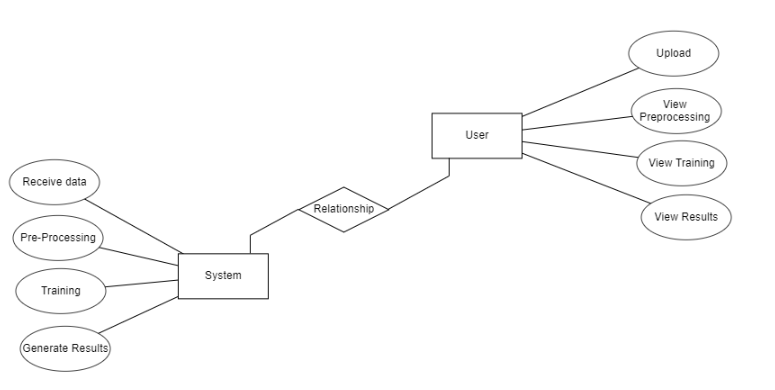 Upload
View
Preprocessing
User
View Training
Receive data
Relationship
View Results
Pre-Processing
System
Training
Generate Results